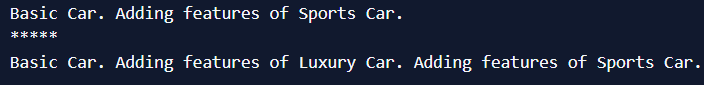 Basic Car. Adding features of Sports Car.
*****
Basic Car. Adding features of Luxury Car. Adding features of Sports Car.